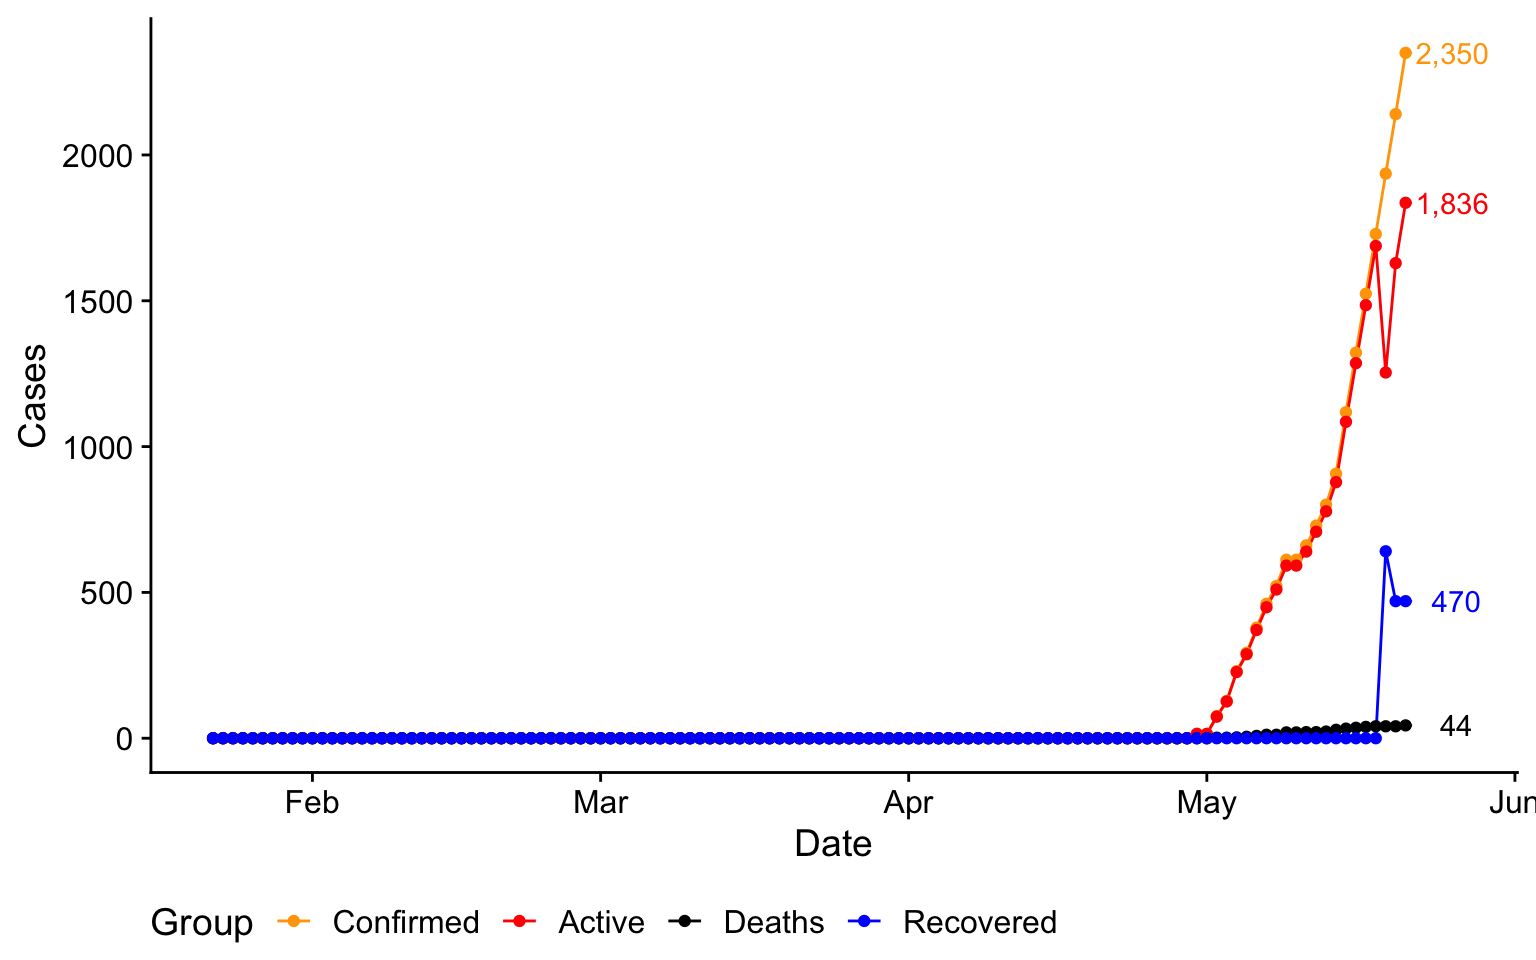 2,350
2000
1,836
1500
Cases
1000
470
500
44
0
Feb Mar Apr May Jun
Date
Group Confirmed Active Deaths Recovered